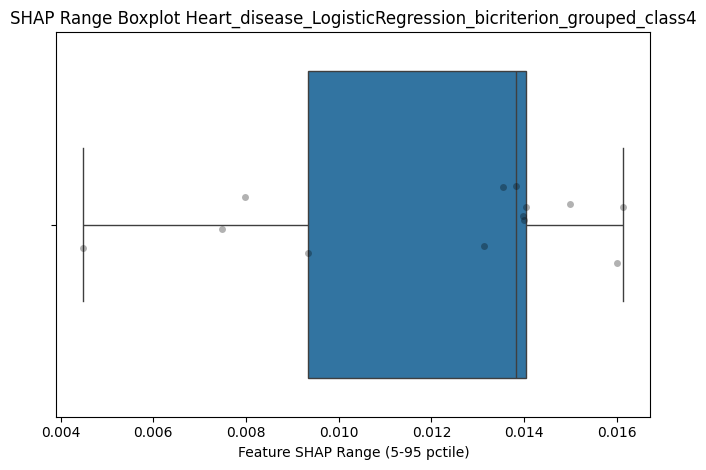 SHAP Range Boxplot Heart_disease_LogisticRegression_bicriterion_grouped_class4
0.004 0.006 0.008 0.010 0.012 0.014 0.016
Feature SHAP Range (5-95 pctile)